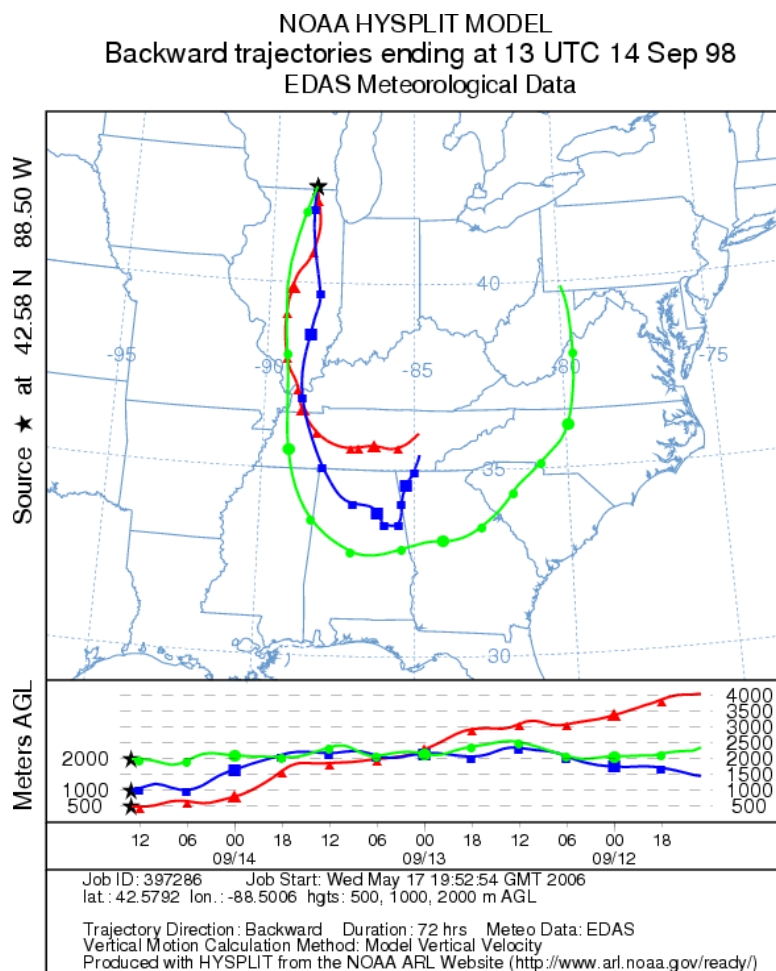 NOAA HYSPLIT MODEL
Backward trajectories ending at 13 UTC 14 Sep 98
EDAS Meteorological Data
Source ★ at 42.58 N 88.50 W
40
-95
-90
-85
-80
-75
35
30
Meters AGL
4000
3500
3000
2500
2000 2000
1500
1000 1000
500 500
12 06 00 18 12 06 00 18 12 06 00 18
09/14 09/13 09/12
Job ID: 397286 Job Start: Wed May 17 19:52:54 GMT 2006
lat.: 42.5792 lon.: -88.5006 hgts: 500, 1000, 2000 m AGL
Trajectory Direction: Backward Duration: 72 hrs Meteo Data: EDAS
Vertical Motion Calculation Method: Model Vertical Velocity
Produced with HYSPLIT from the NOAA ARL Website (http://www.arl.noaa.gov/ready/)